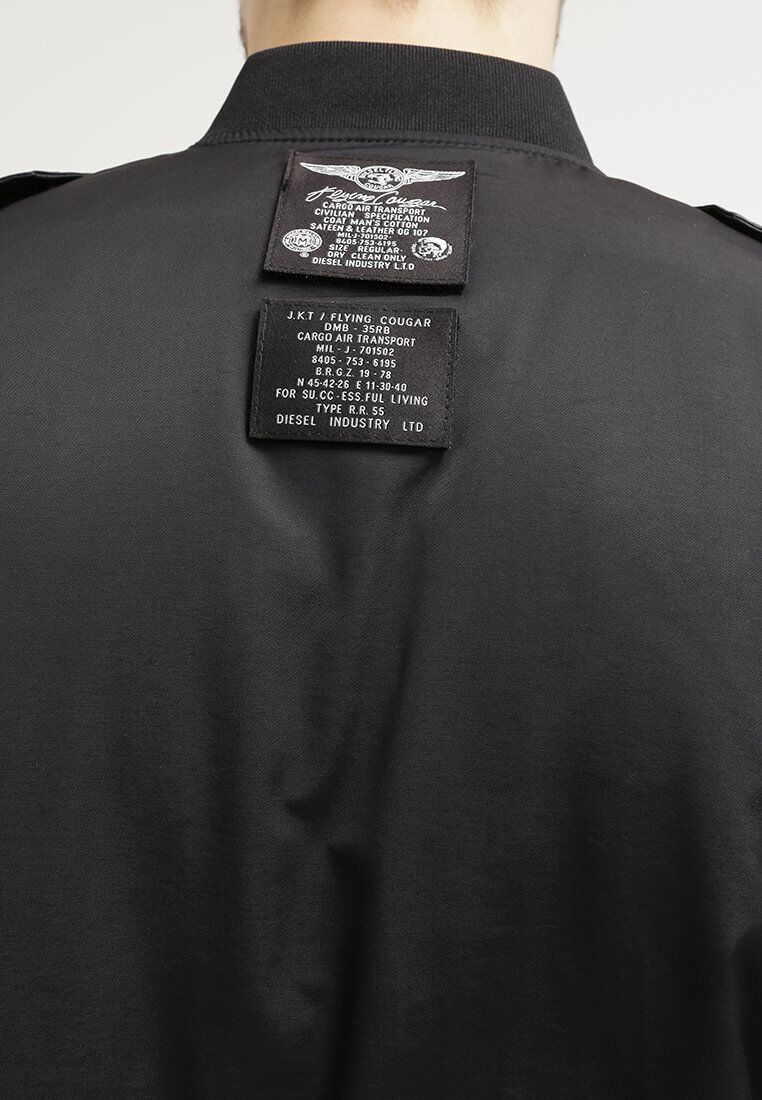 COUGAR
Flying Cougar
CARGO AIR TRANSPORT
CIVILIAN SPECIFICATION
COAT MAN'S COTTON
SATEEN & LEATHER OG 107
MIL-J-701502-
8405-753-6195
SIZE REGULAR-
DRY CLEAN ONLY
DIESEL INDUSTRY L.T.D
J.K.T / FLYING COUGAR
DMB - 35RB
CARGO AIR TRANSPORT
MIL - J - 701502
8405 - 753 - 6195
B.R.G.Z. 19 - 78
N 45-42-26 E 11-30-40
FOR SU.CC-ESS.FUL LIVING
TYPE R.R. 55
DIESEL INDUSTRY LTD